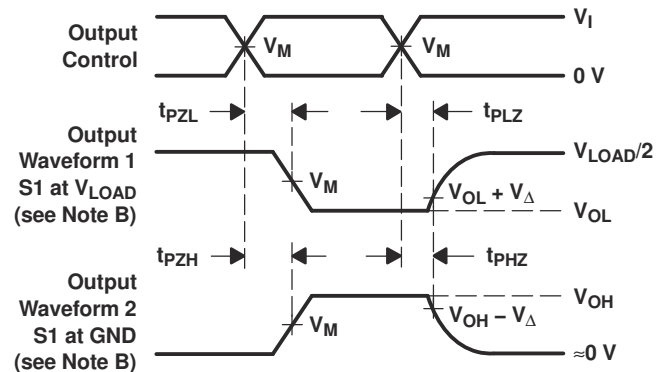 Output
Control
V_M
V_M
V_I
0 V
t_PZL
t_PLZ
Output
Waveform 1
S1 at V_LOAD
(see Note B)
V_M
V_LOAD/2
V_OL + V_Δ
V_OL
t_PZH
t_PHZ
Output
Waveform 2
S1 at GND
(see Note B)
V_M
V_OH
V_OH − V_Δ
≈0 V